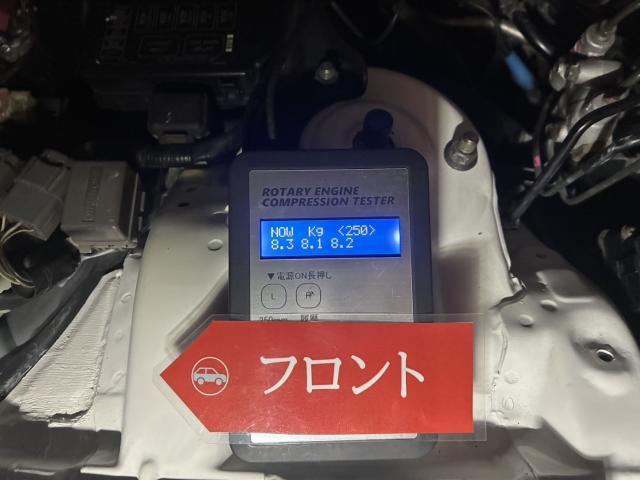 ROTARY ENGINE
COMPRESSION TESTER
NOW Kg <250>
8.3 8.1 8.2
▼電源ON長押し
L
フロント